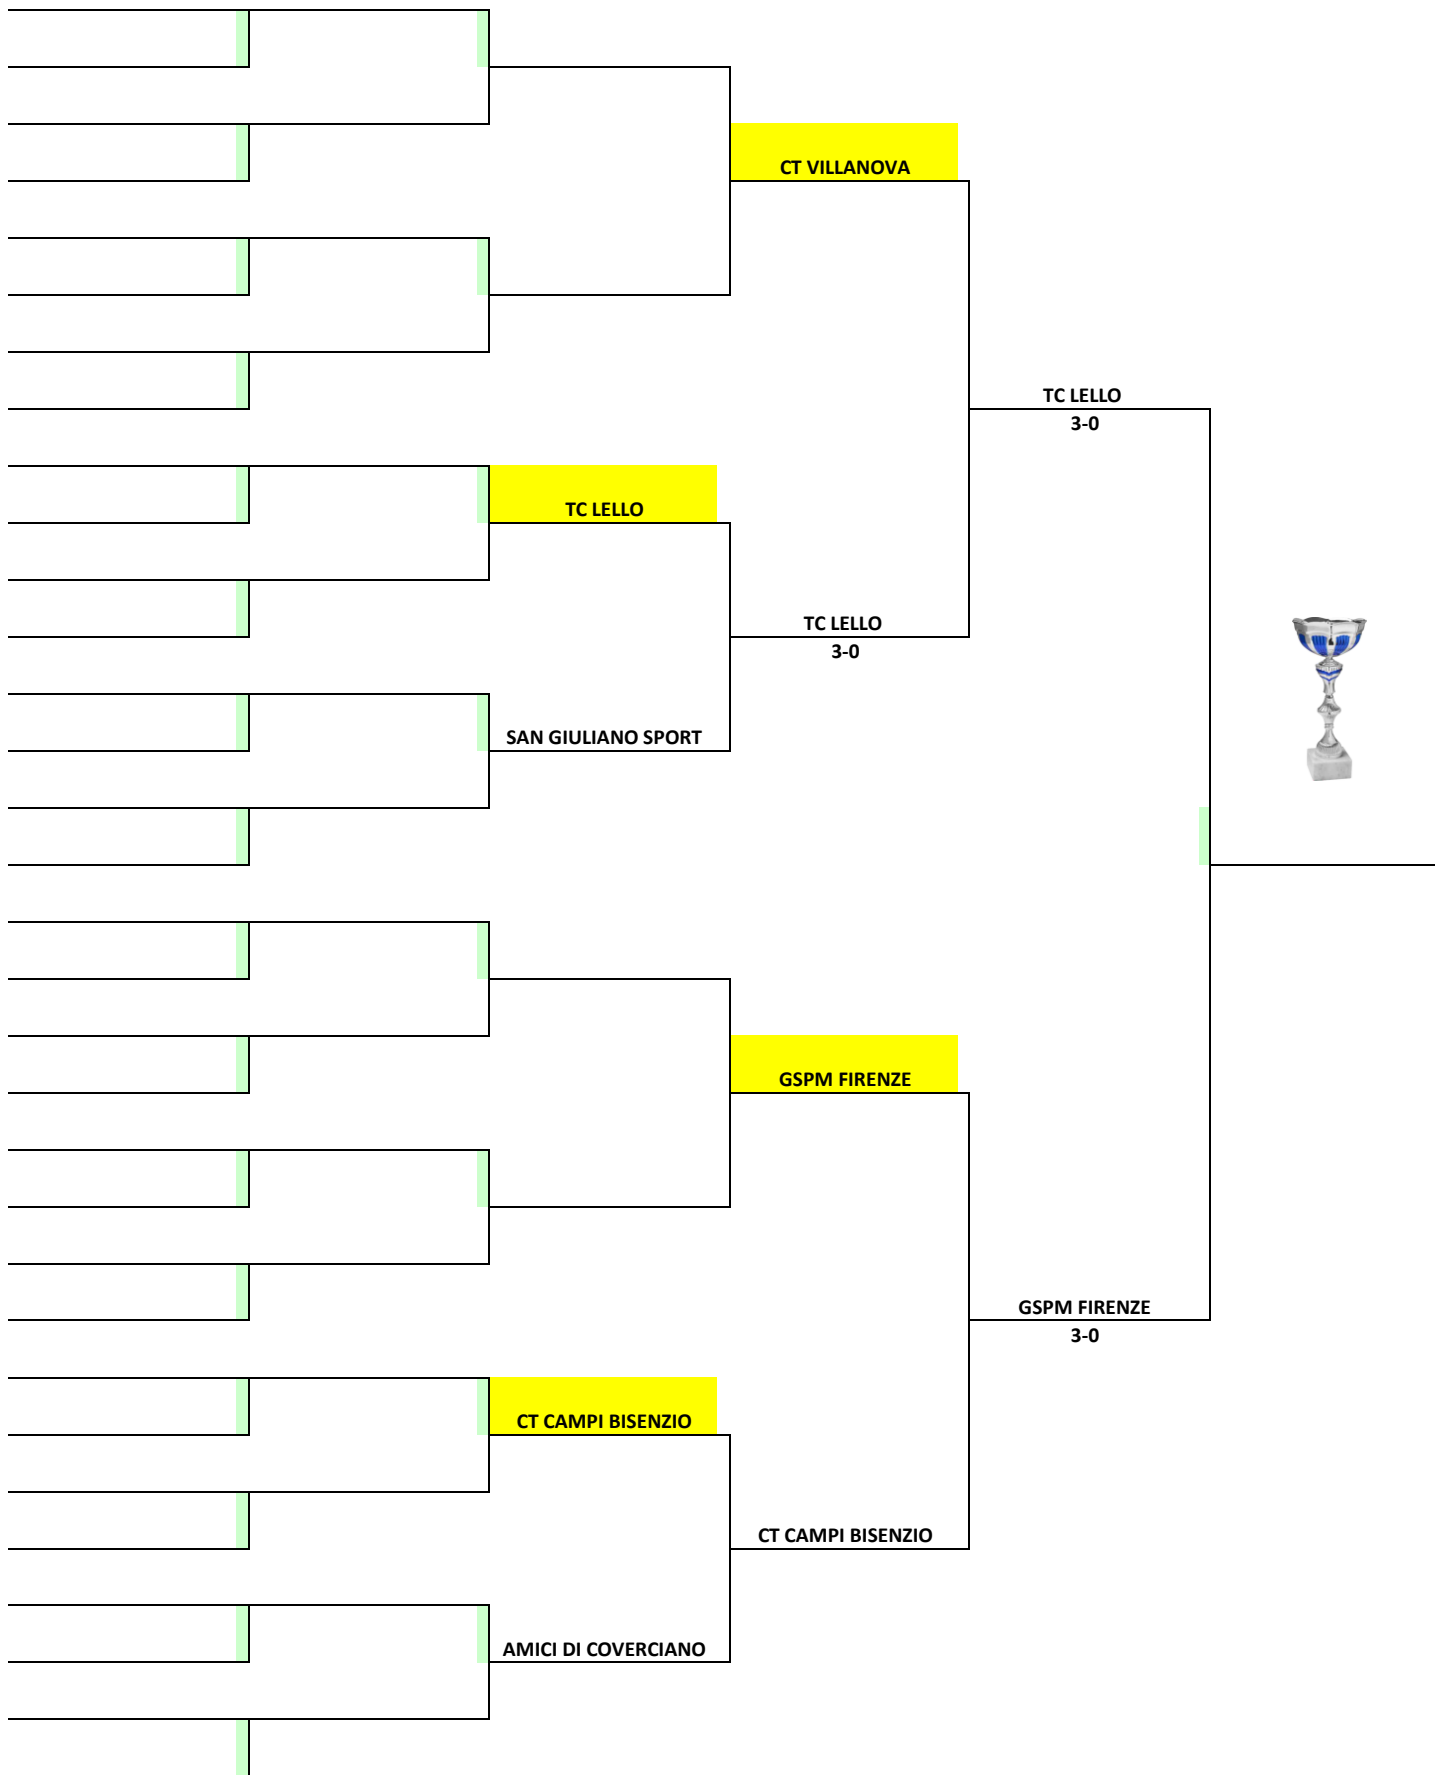 CT VILLANOVA
TC LELLO
3-0
TC LELLO
TC LELLO
3-0
SAN GIULIANO SPORT
GSPM FIRENZE
GSPM FIRENZE
3-0
CT CAMPI BISENZIO
CT CAMPI BISENZIO
AMICI DI COVERCIANO